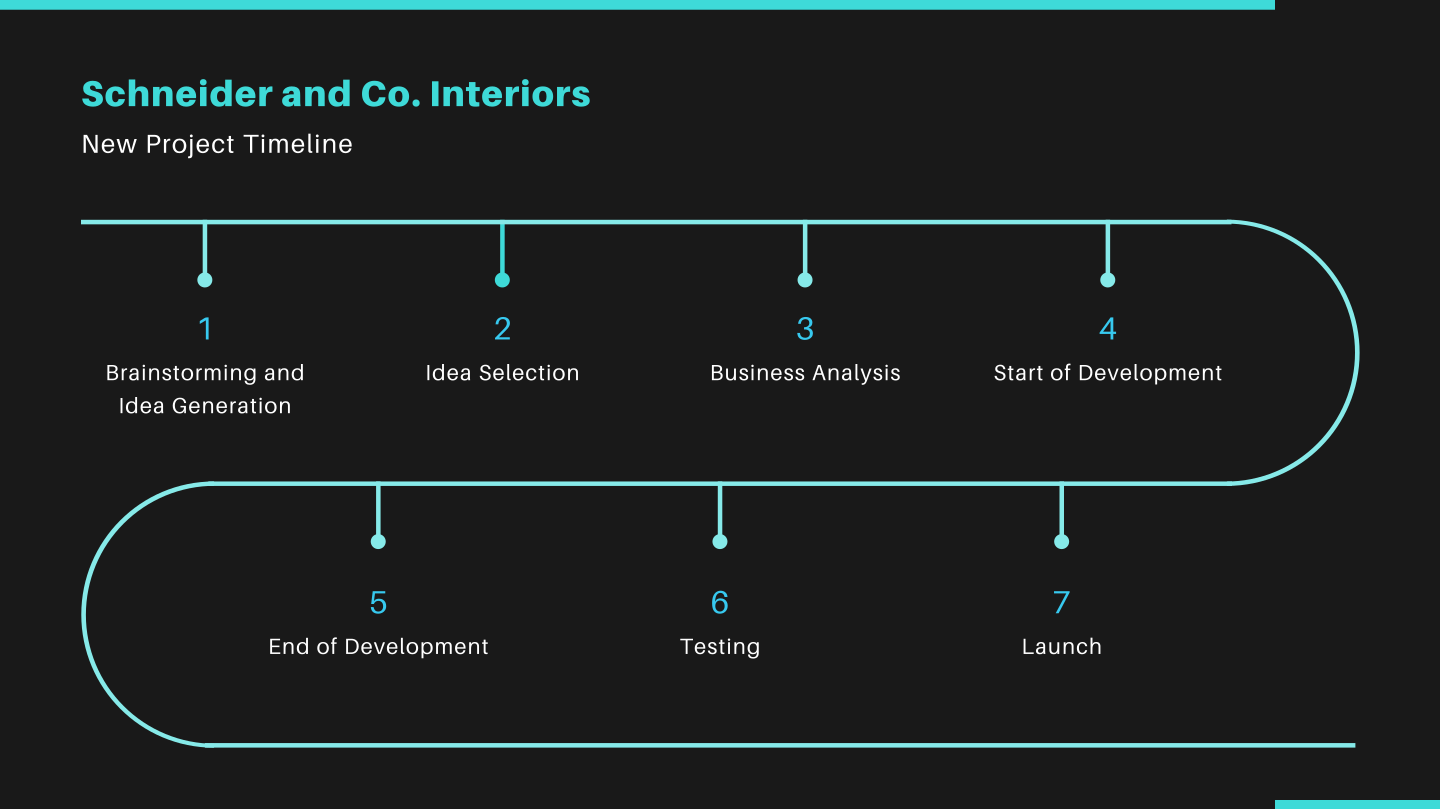 Schneider and Co. Interiors
New Project Timeline
1
Brainstorming and
Idea Generation
2
Idea Selection
3
Business Analysis
4
Start of Development
5
End of Development
6
Testing
7
Launch